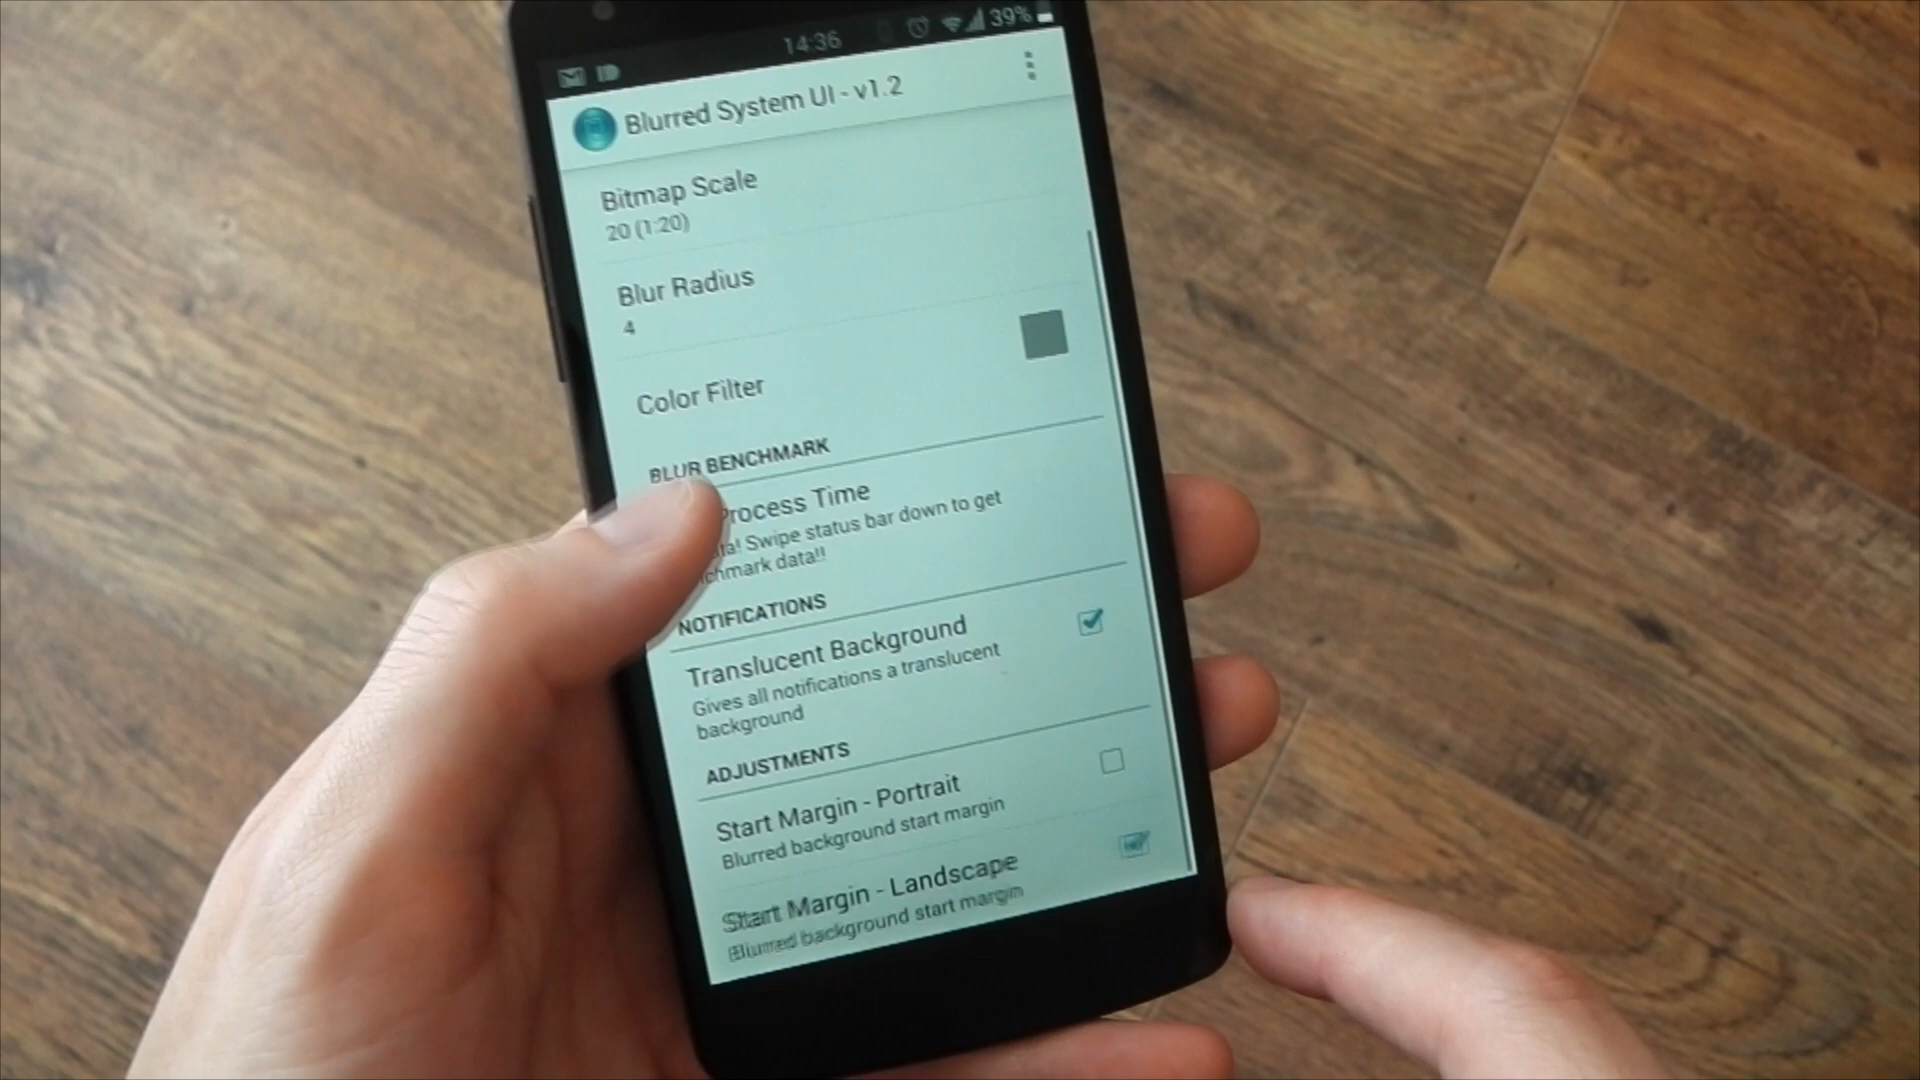 14:36 39%
Blurred System UI - v1.2
Bitmap Scale
20 (1:20)
Blur Radius
4
Color Filter
BLUR BENCHMARK
Process Time
Swipe status bar down to get
data!!
NOTIFICATIONS
Translucent Background
Gives all notifications a translucent
background
ADJUSTMENTS
Start Margin - Portrait
Blurred background start margin
Start Margin - Landscape
Blurred background start margin